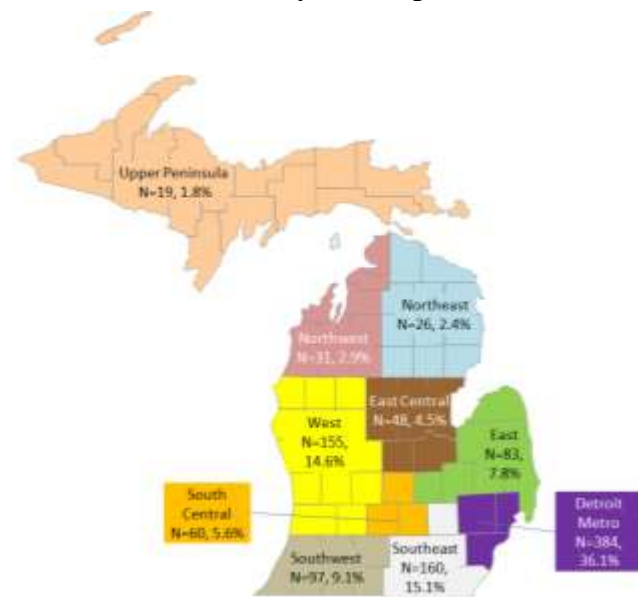 Upper Peninsula
N=19, 1.8%
Northeast
N=26, 2.4%
Northwest
N=31, 2.9%
East Central
N=48, 4.5%
West
N=155,
14.6%
East
N=83,
7.8%
South
Central
N=60, 5.6%
Detroit
Metro
N=384,
36.1%
Southwest
N=97, 9.1%
Southeast
N=160,
15.1%